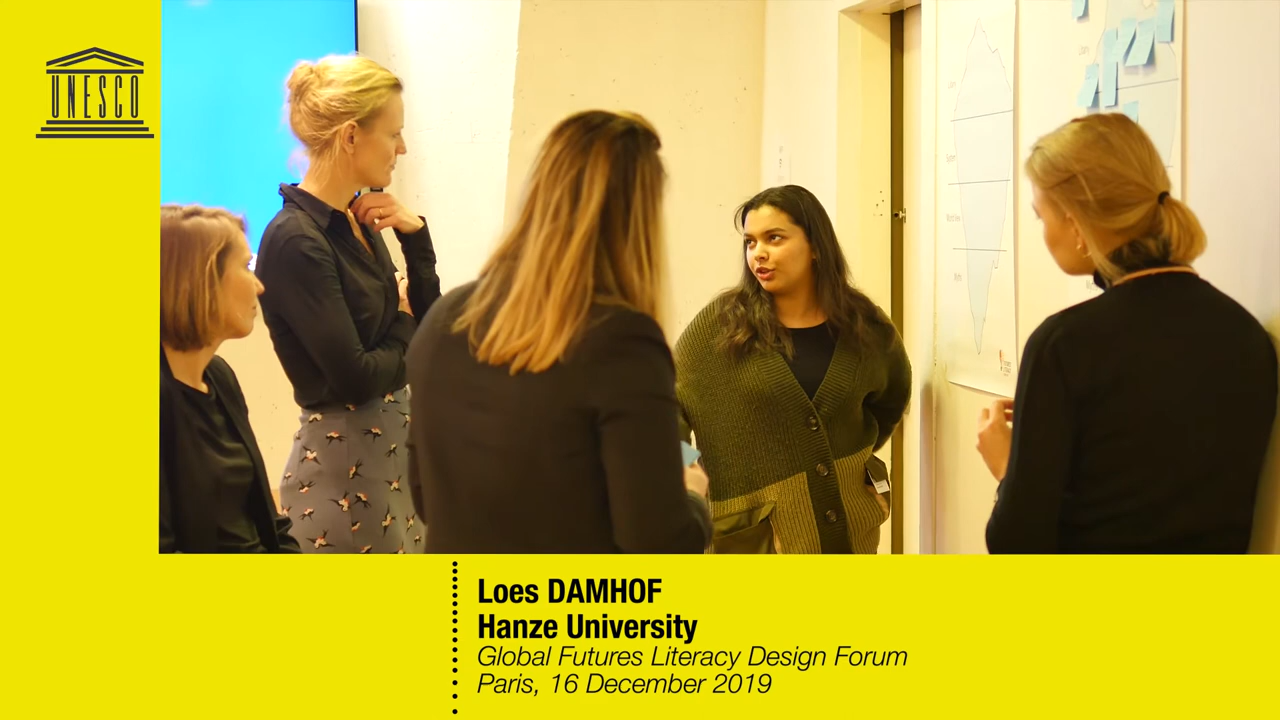 UNESCO
Loes DAMHOF
Hanze University
Global Futures Literacy Design Forum
Paris, 16 December 2019